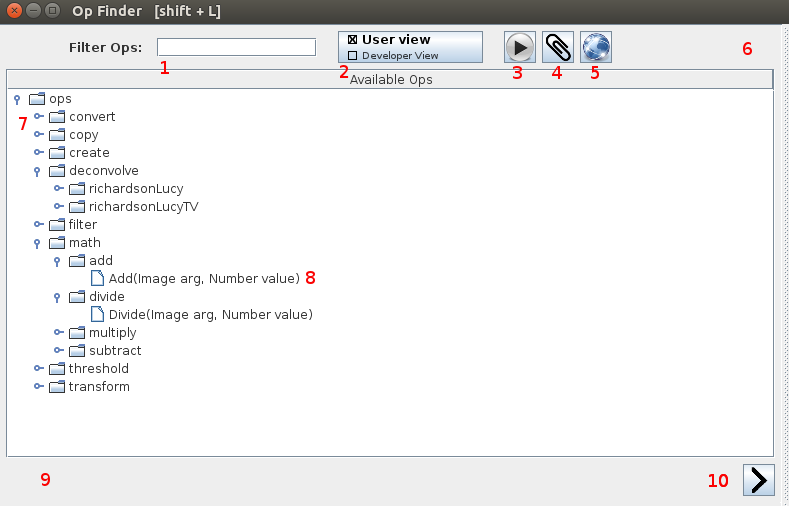 Op Finder   [shift + L]
Filter Ops:
User view
Developer View
1
2
3
4
5
6
Available Ops
ops
7
convert
copy
create
deconvolve
richardsonLucy
richardsonLucyTV
filter
math
add
Add(Image arg, Number value) 8
divide
Divide(Image arg, Number value)
multiply
subtract
threshold
transform
9
10